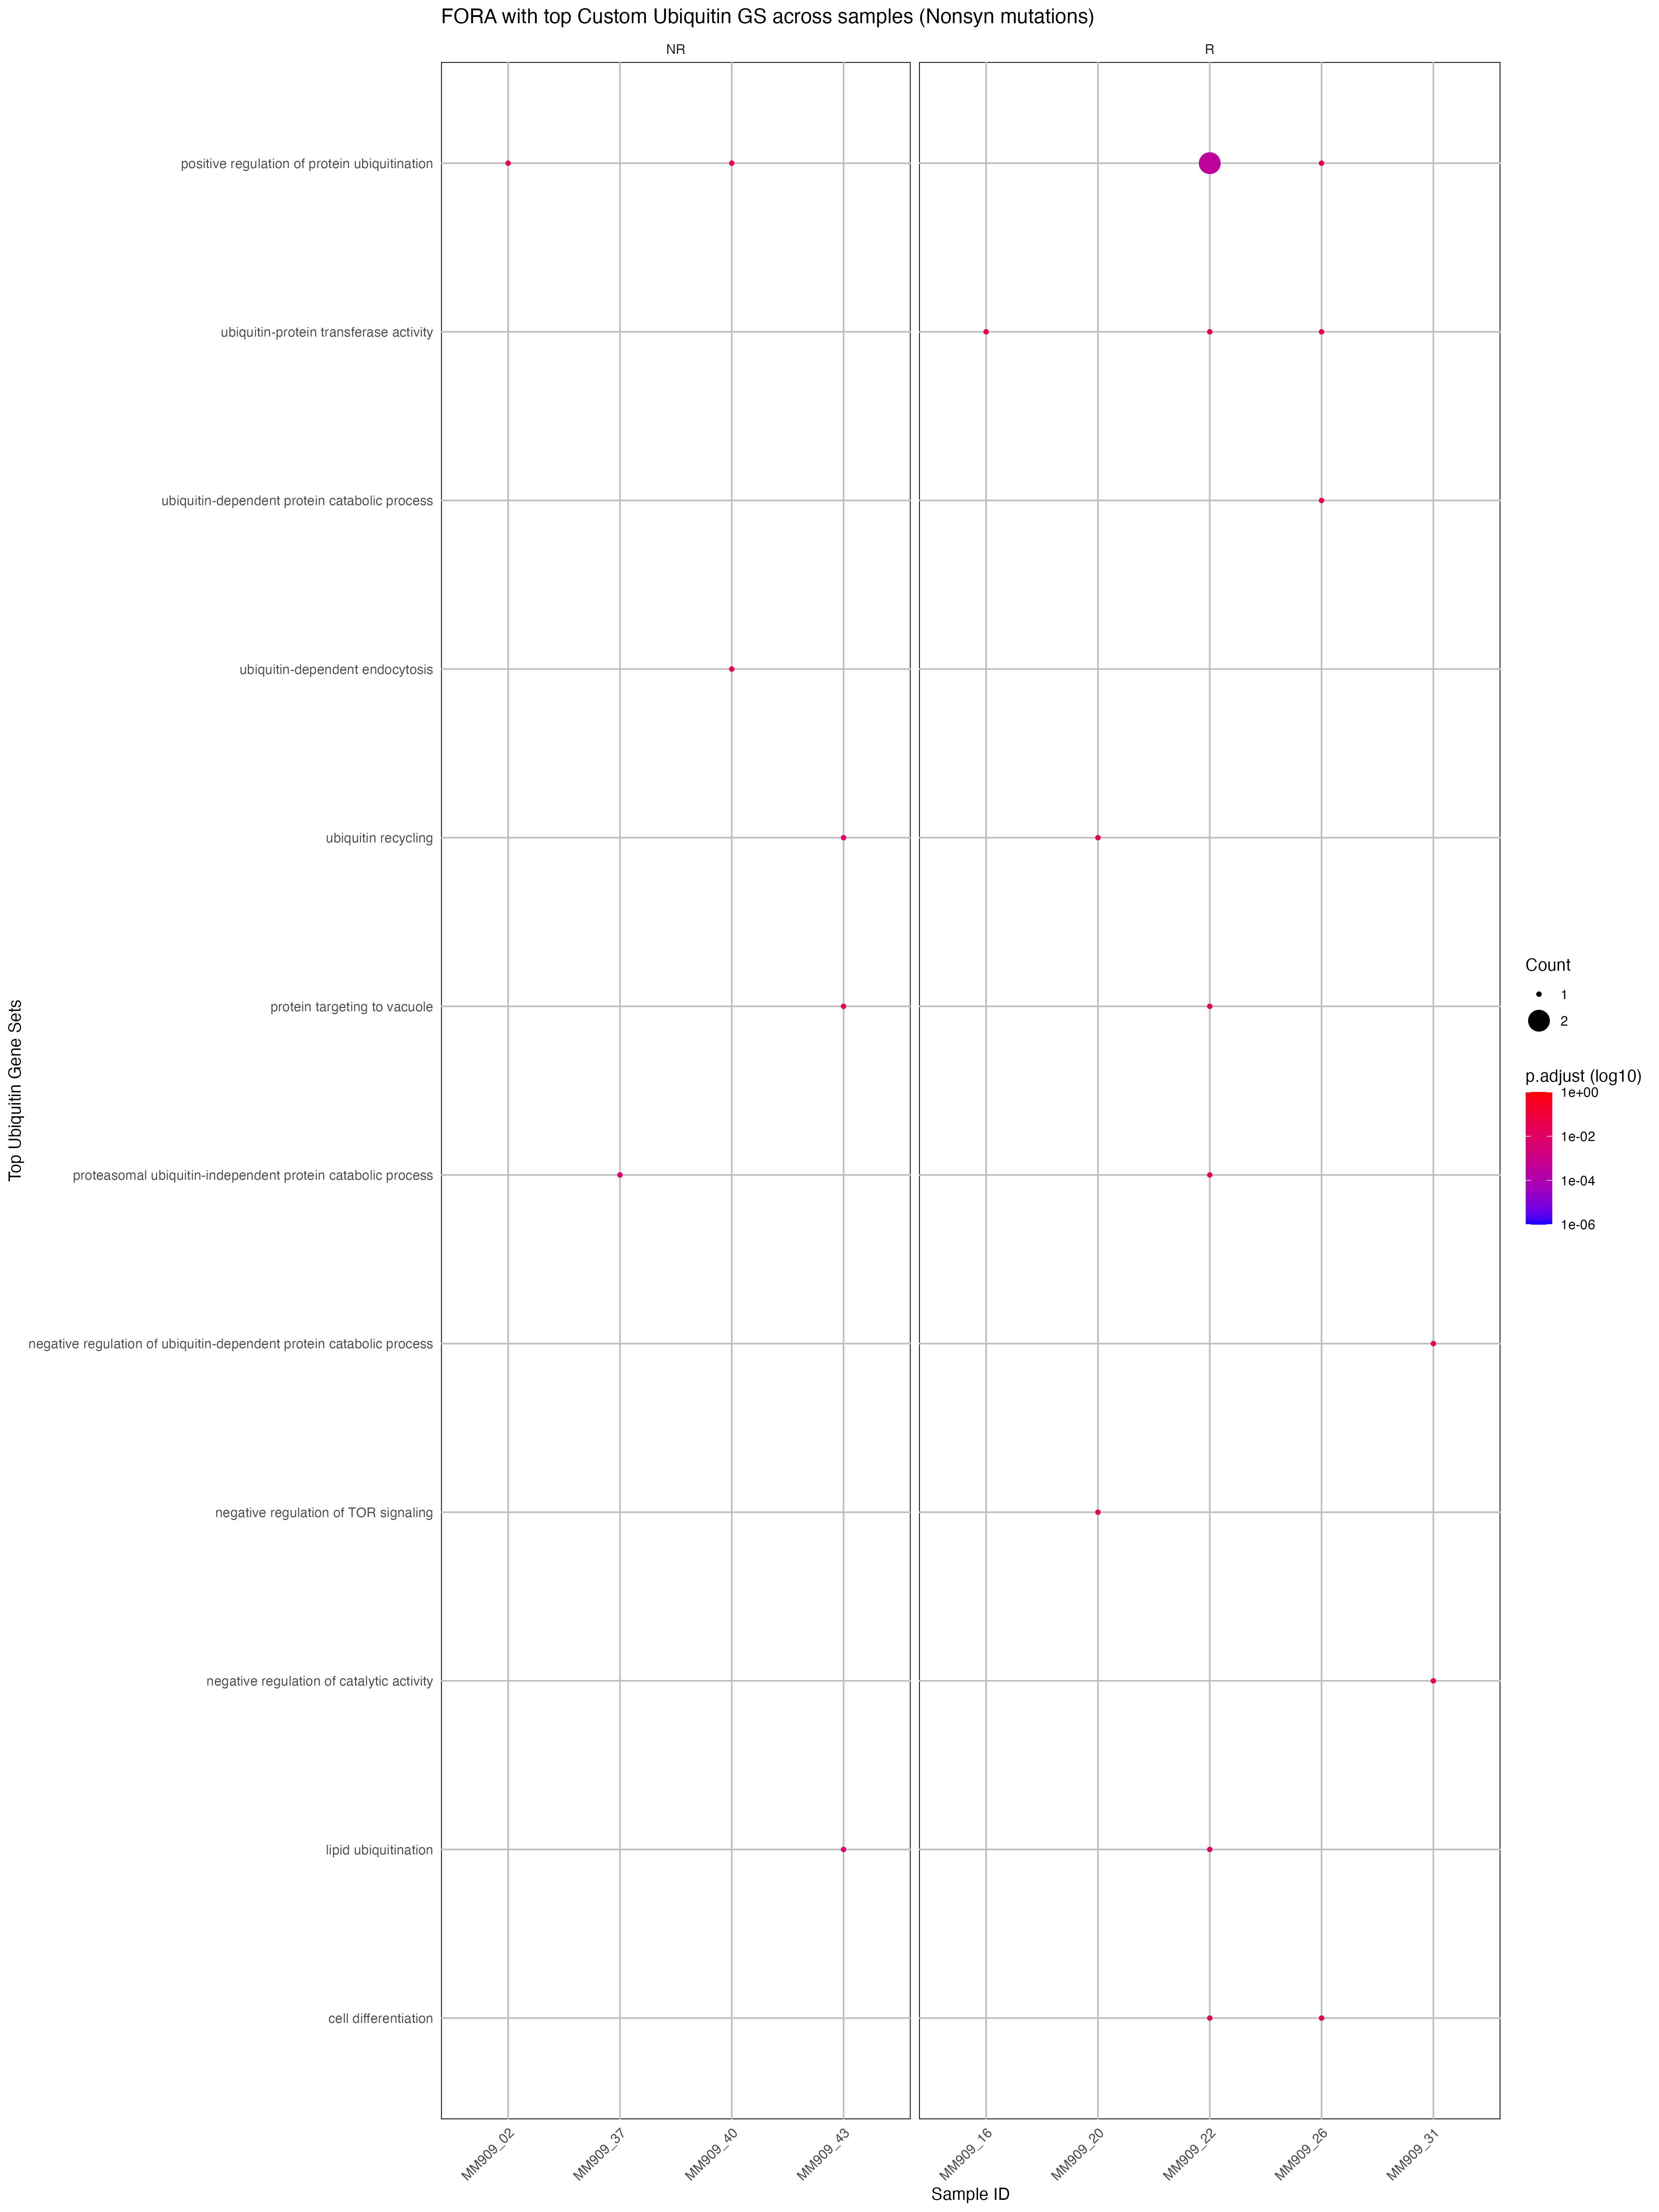 FORA with top Custom Ubiquitin GS across samples (Nonsyn mutations)
NR
R
positive regulation of protein ubiquitination
ubiquitin-protein transferase activity
ubiquitin-dependent protein catabolic process
ubiquitin-dependent endocytosis
ubiquitin recycling
protein targeting to vacuole
proteasomal ubiquitin-independent protein catabolic process
negative regulation of ubiquitin-dependent protein catabolic process
negative regulation of TOR signaling
negative regulation of catalytic activity
lipid ubiquitination
cell differentiation
Top Ubiquitin Gene Sets
MM909_02
MM909_37
MM909_40
MM909_43
MM909_16
MM909_20
MM909_22
MM909_26
MM909_31
Sample ID
Count
1
2
p.adjust (log10)
1e+00
1e-02
1e-04
1e-06